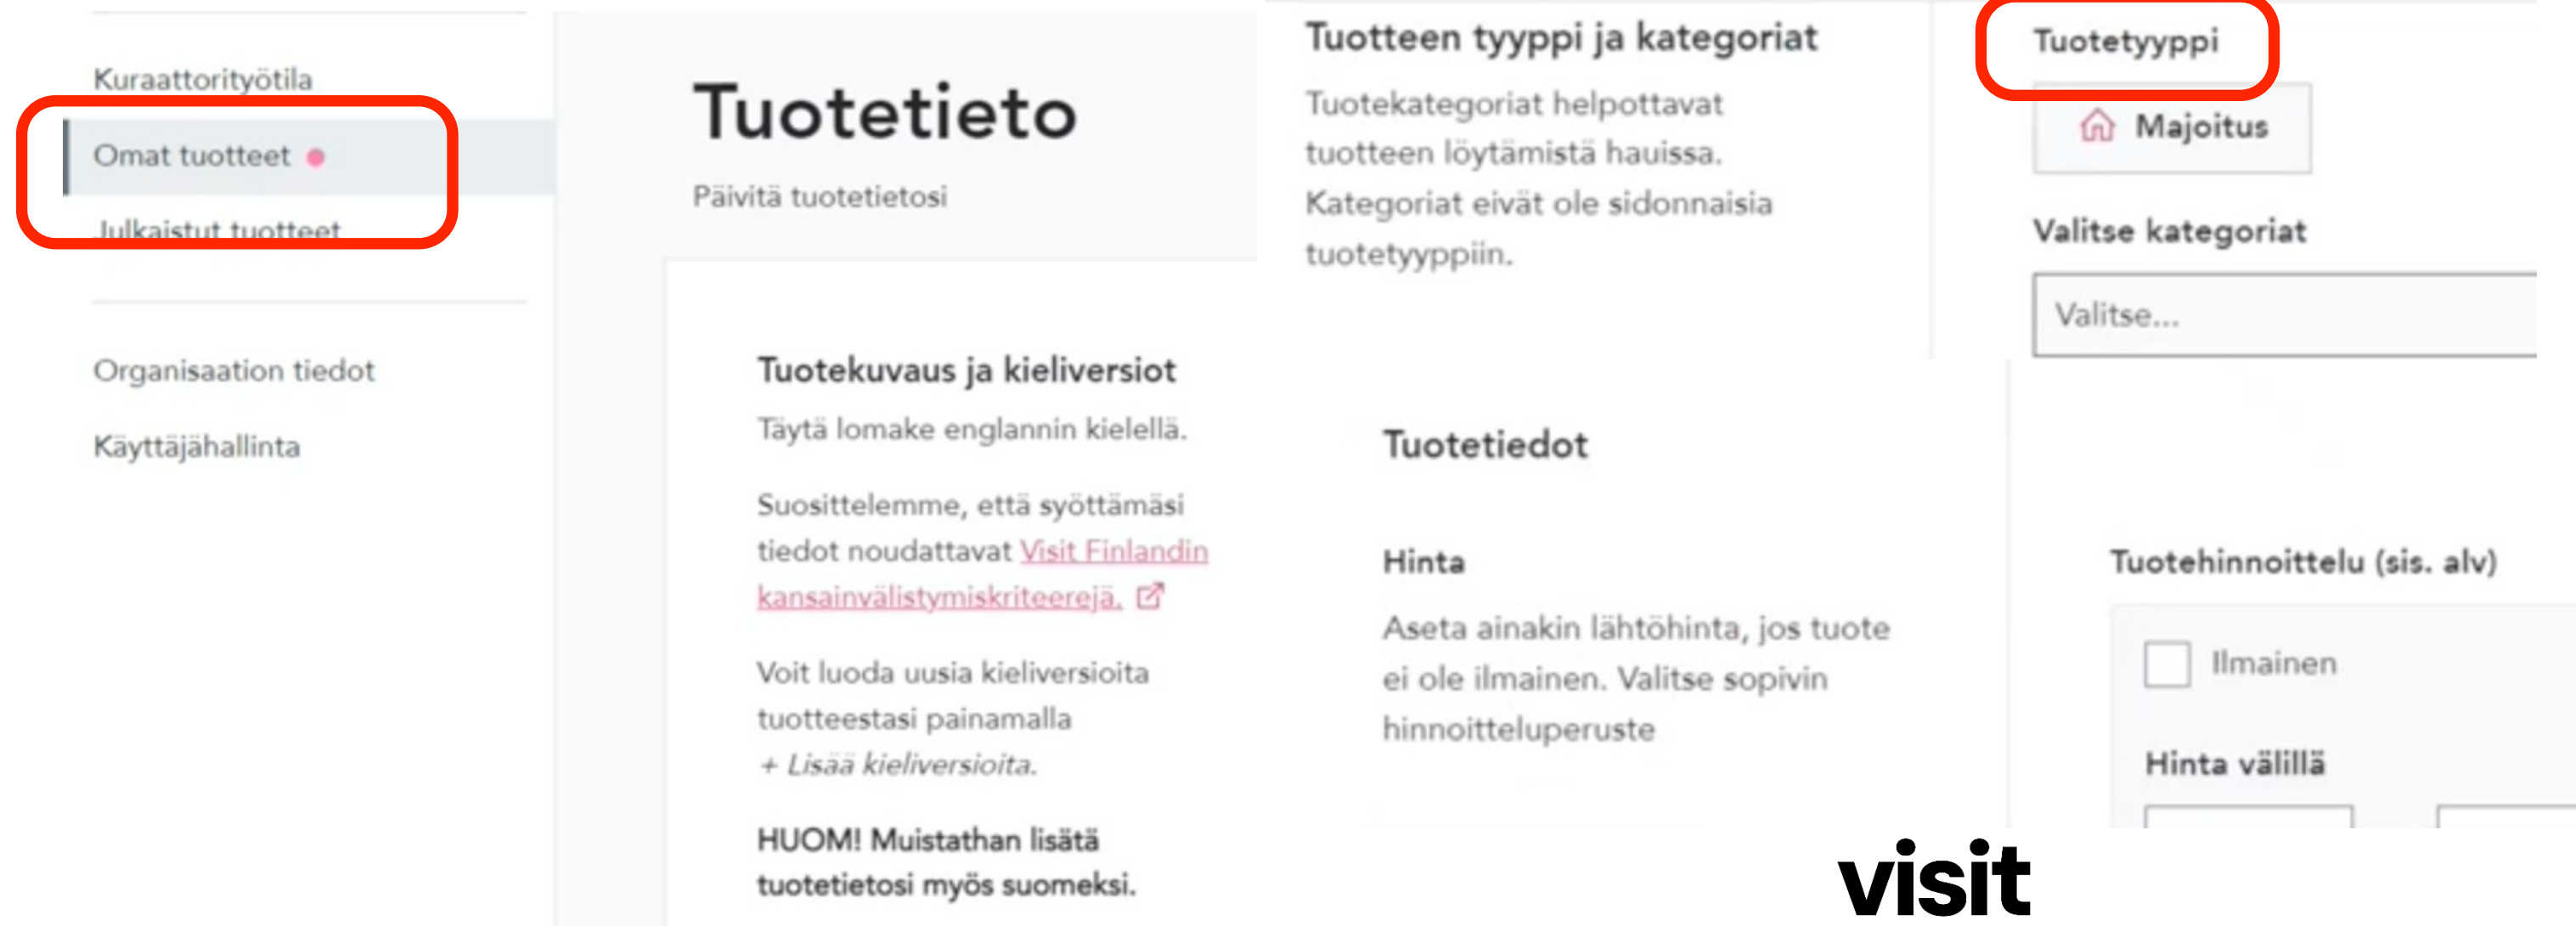 Kuraattorityötila
Omat tuotteet
Julkaistut tuotteet
Organisaation tiedot
Käyttäjähallinta
Tuotetieto
Päivitä tuotetietosi
Tuotekuvaus ja kieliversiot
Täytä lomake englannin kielellä.
Suosittelemme, että syöttämäsi
tiedot noudattavat Visit Finlandin
kansainvälistymiskriteerejä.
Voit luoda uusia kieliversioita
tuotteestasi painamalla
+ Lisää kieliversioita.
HUOM! Muistathan lisätä
tuotetietosi myös suomeksi.
Tuotteen tyyppi ja kategoriat
Tuotekategoriat helpottavat
tuotteen löytämistä hauissa.
Kategoriat eivät ole sidonnaisia
tuotetyyppiin.
Tuotetyyppi
Majoitus
Valitse kategoriat
Valitse...
Tuotetiedot
Hinta
Aseta ainakin lähtöhinta, jos tuote
ei ole ilmainen. Valitse sopivin
hinnoitteluperuste
Tuotehinnoittelu (sis. alv)
Ilmainen
Hinta välillä
visit